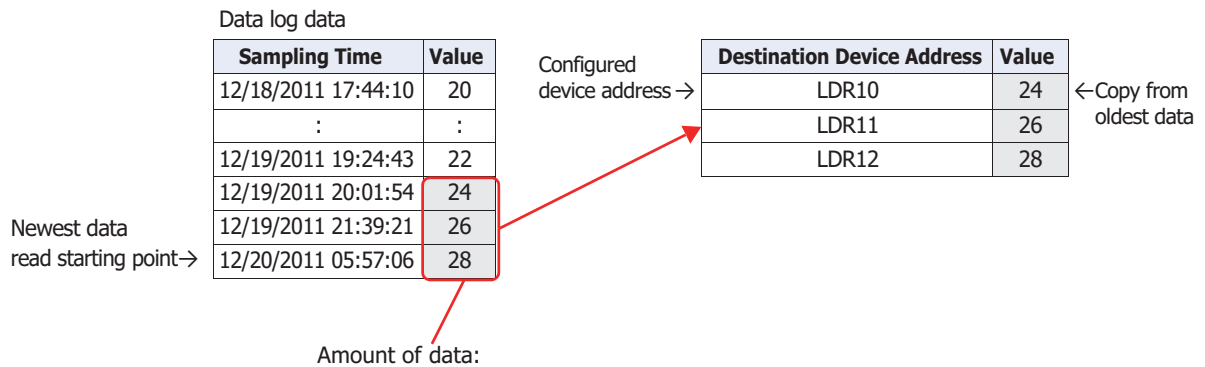 Data log data
Sampling Time Value
12/18/2011 17:44:10 20
: :
12/19/2011 19:24:43 22
12/19/2011 20:01:54 24
12/19/2011 21:39:21 26
12/20/2011 05:57:06 28
Newest data
read starting point→
Amount of data:
Configured
device address→
Destination Device Address Value
LDR10 24
LDR11 26
LDR12 28
←Copy from
oldest data